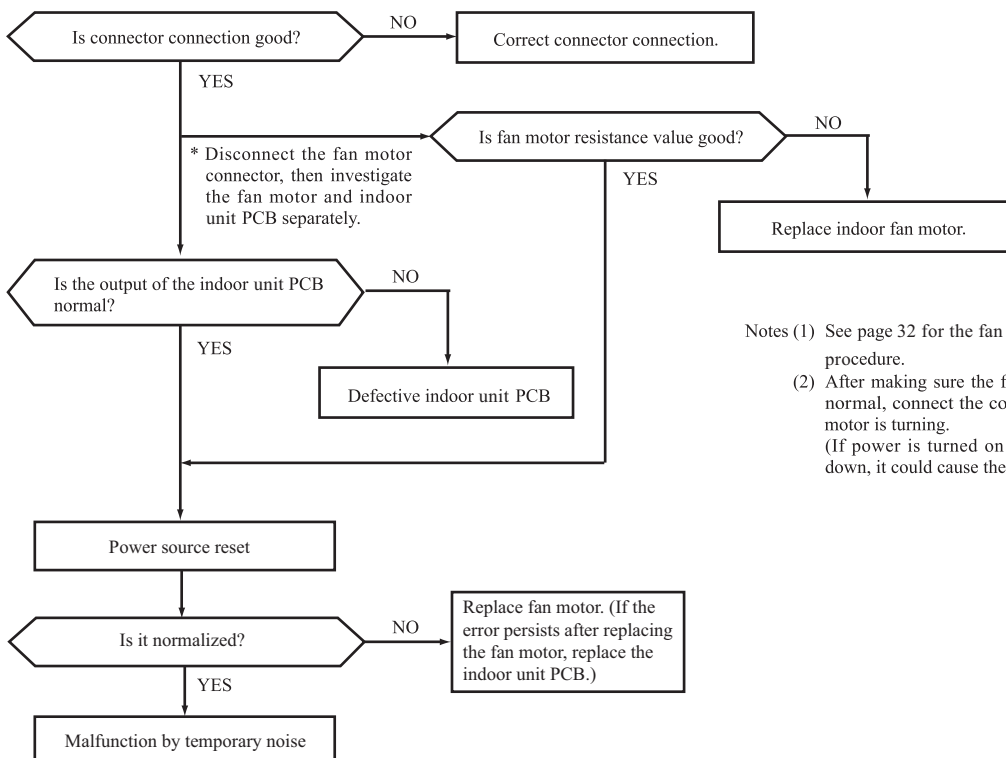 Is connector connection good?
NO
Correct connector connection.
YES
Is fan motor resistance value good?
NO
* Disconnect the fan motor
connector, then investigate
the fan motor and indoor
unit PCB separately.
YES
Replace indoor fan motor.
Is the output of the indoor unit PCB
normal?
NO
YES
Defective indoor unit PCB
Notes (1) See page 32 for the fan
procedure.
(2) After making sure the f
normal, connect the co
motor is turning.
(If power is turned on
down, it could cause the
Power source reset
Is it normalized?
NO
Replace fan motor. (If the
error persists after replacing
the fan motor, replace the
indoor unit PCB.)
YES
Malfunction by temporary noise